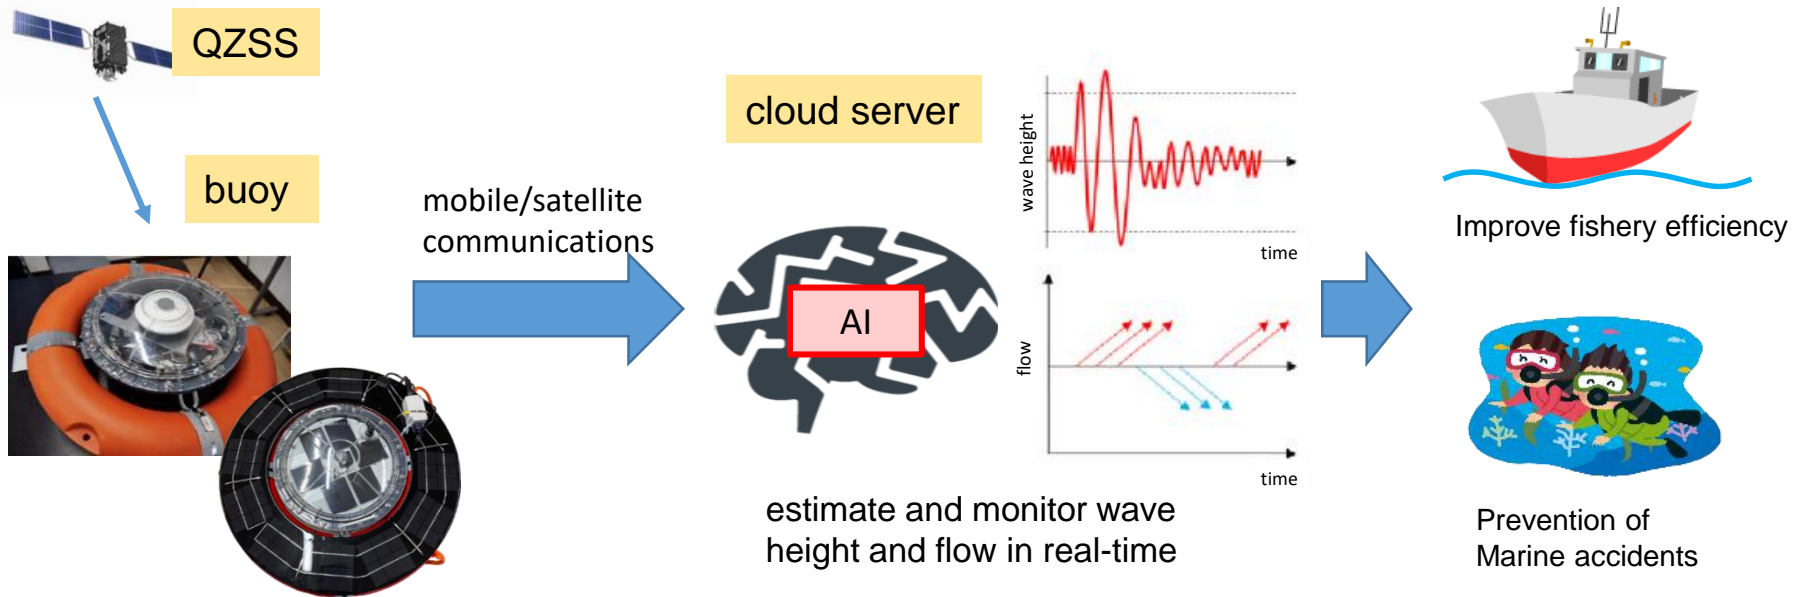 QZSS
buoy
mobile/satellite
communications
cloud server
AI
wave height
time
flow
time
estimate and monitor wave
height and flow in real-time
Improve fishery efficiency
Prevention of
Marine accidents